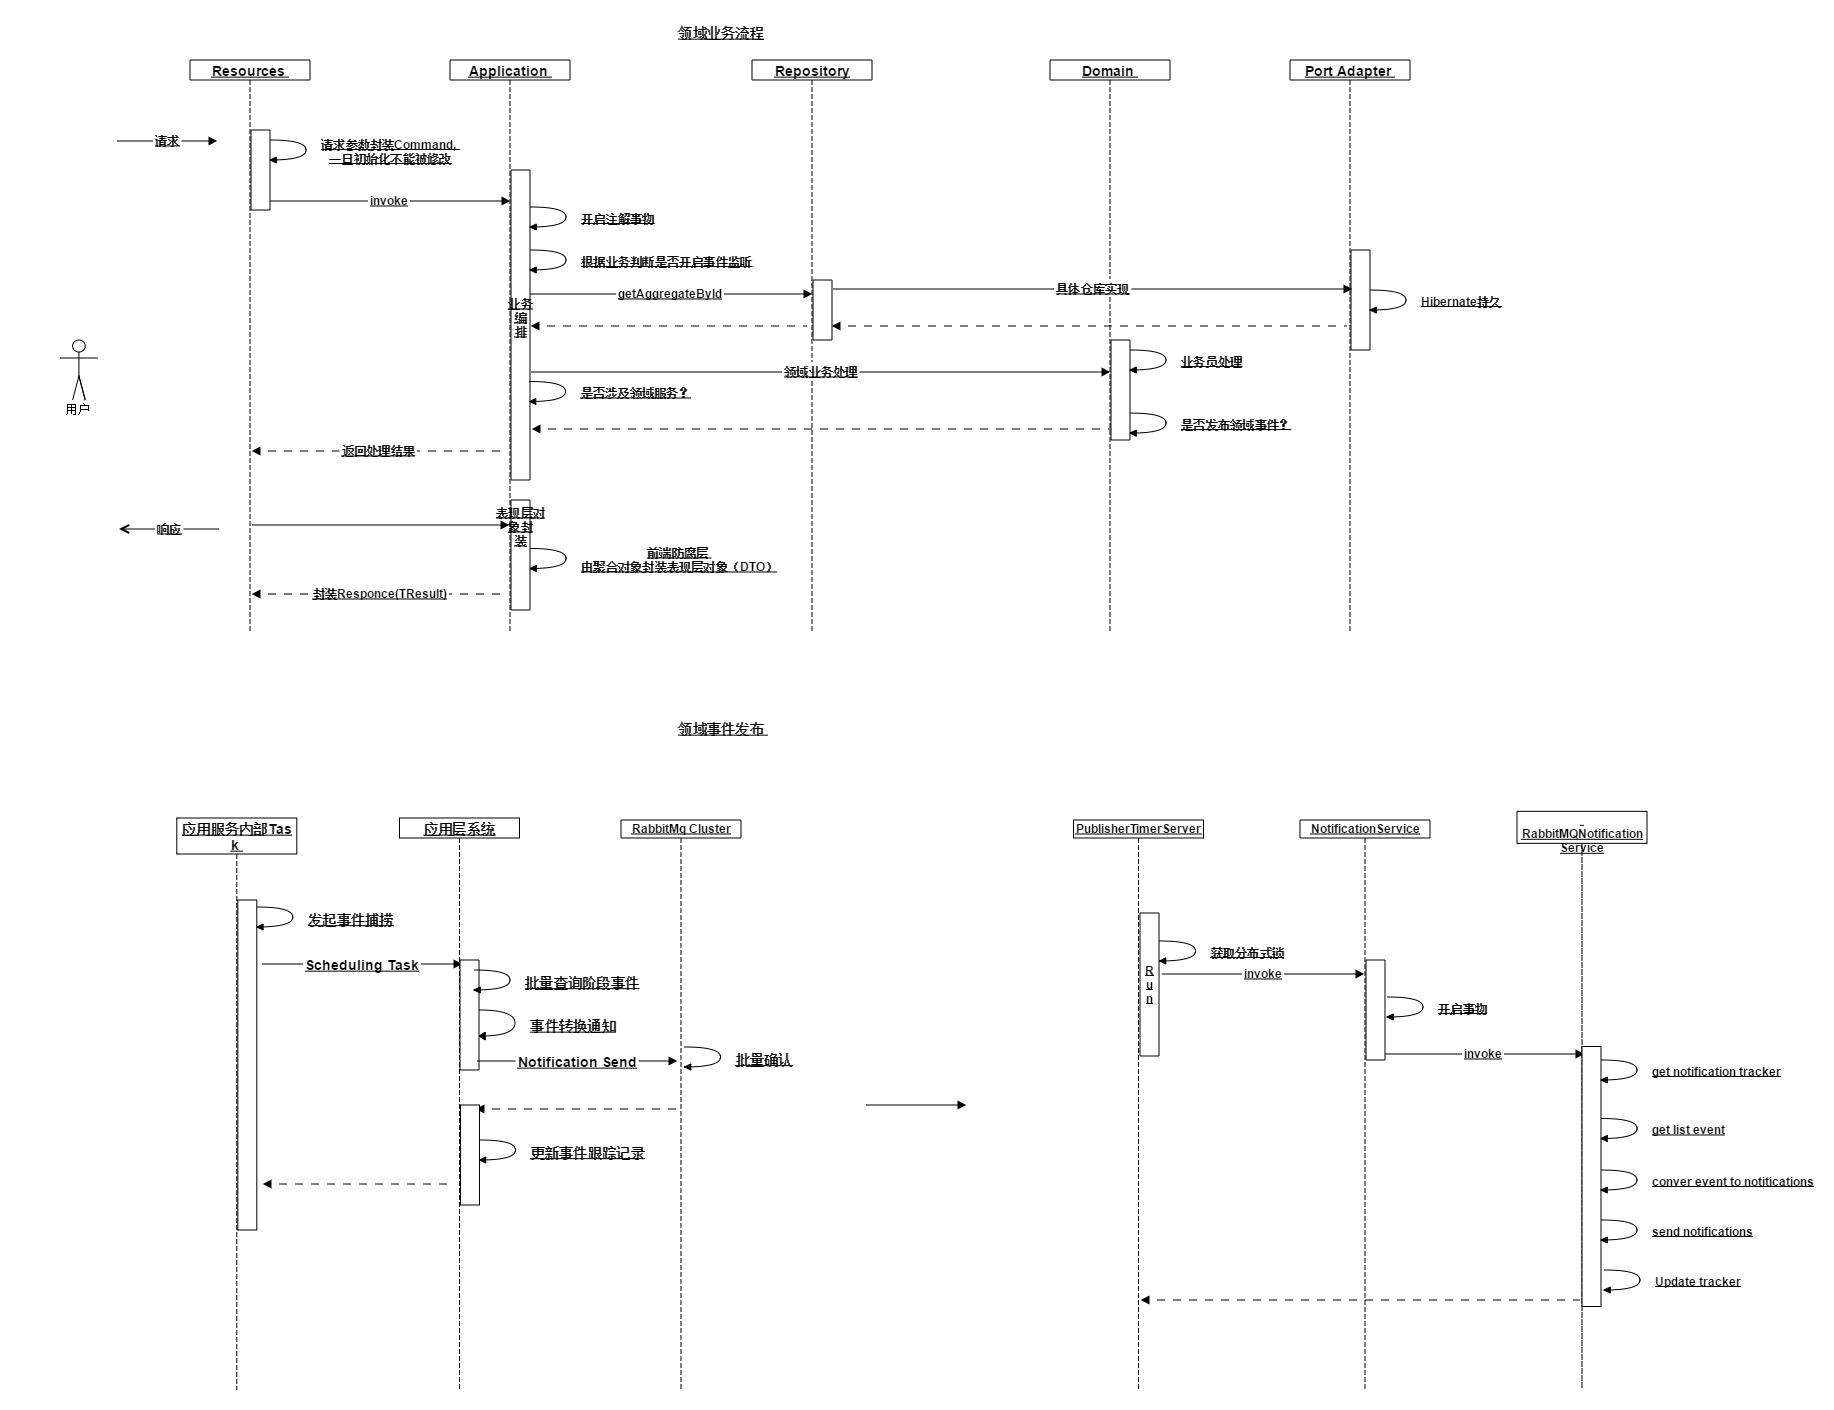 领域业务流程
Resources
Application
Repository
Domain
Port Adapter
请求
请求参数封装Command,
一旦初始化不能被修改
invoke
开启注解事物
根据业务判断是否开启事件监听
getAggregateById
具体仓库实现
Hibernate持久
业务
编
排
用户
领域业务处理
业务员处理
是否涉及领域服务？
是否发布领域事件?
返回处理结果
表现层对
象封
装
响应
前端防腐层
由聚合对象封装表现层对象（DTO）
封装Responce(TResult)
领域事件发布
应用服务内部Tas
k
应用层系统
RabbitMq Cluster
发起事件捕捞
Scheduling Task
批量查询阶段事件
事件转换通知
Notification Send
批量确认
更新事件跟踪记录
PublisherTimerServer
NotificationService
RabbitMQNotification
Service
获取分布式锁
R
u
n
invoke
开启事物
invoke
get notification tracker
get list event
conver event to notitications
send notifications
Update tracker